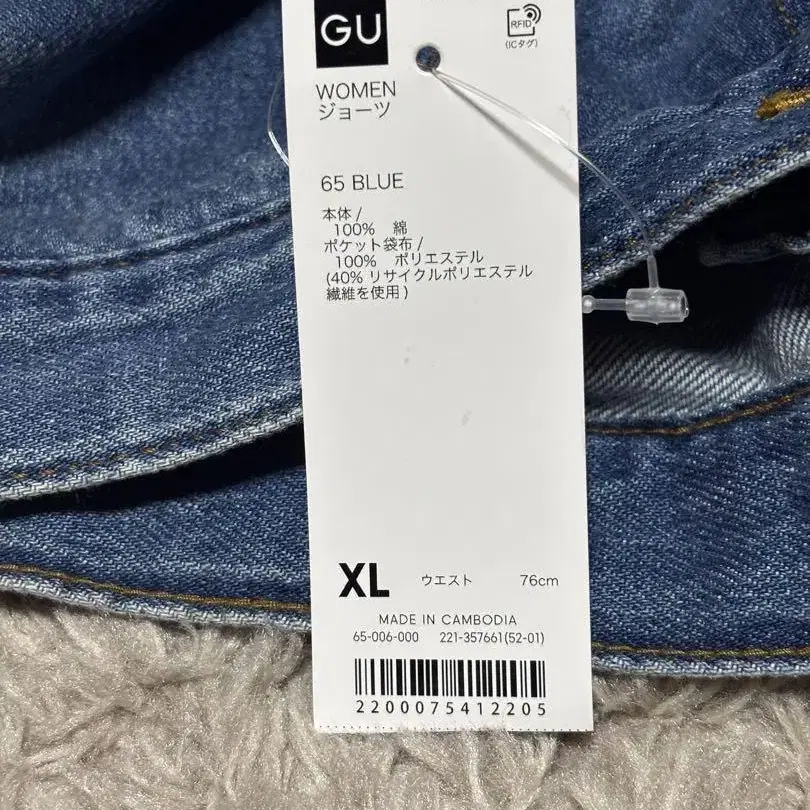 GU
RFID
(ICタグ)
WOMEN
ジョーツ
65 BLUE
本体 /
100% 綿
ポケット袋布 /
100% ポリエステル
(40% リサイクルポリエステル
繊維を使用 )
XL ウエスト 76cm
MADE IN CAMBODIA
65-006-000 221-357661(52-01)
2200075412205